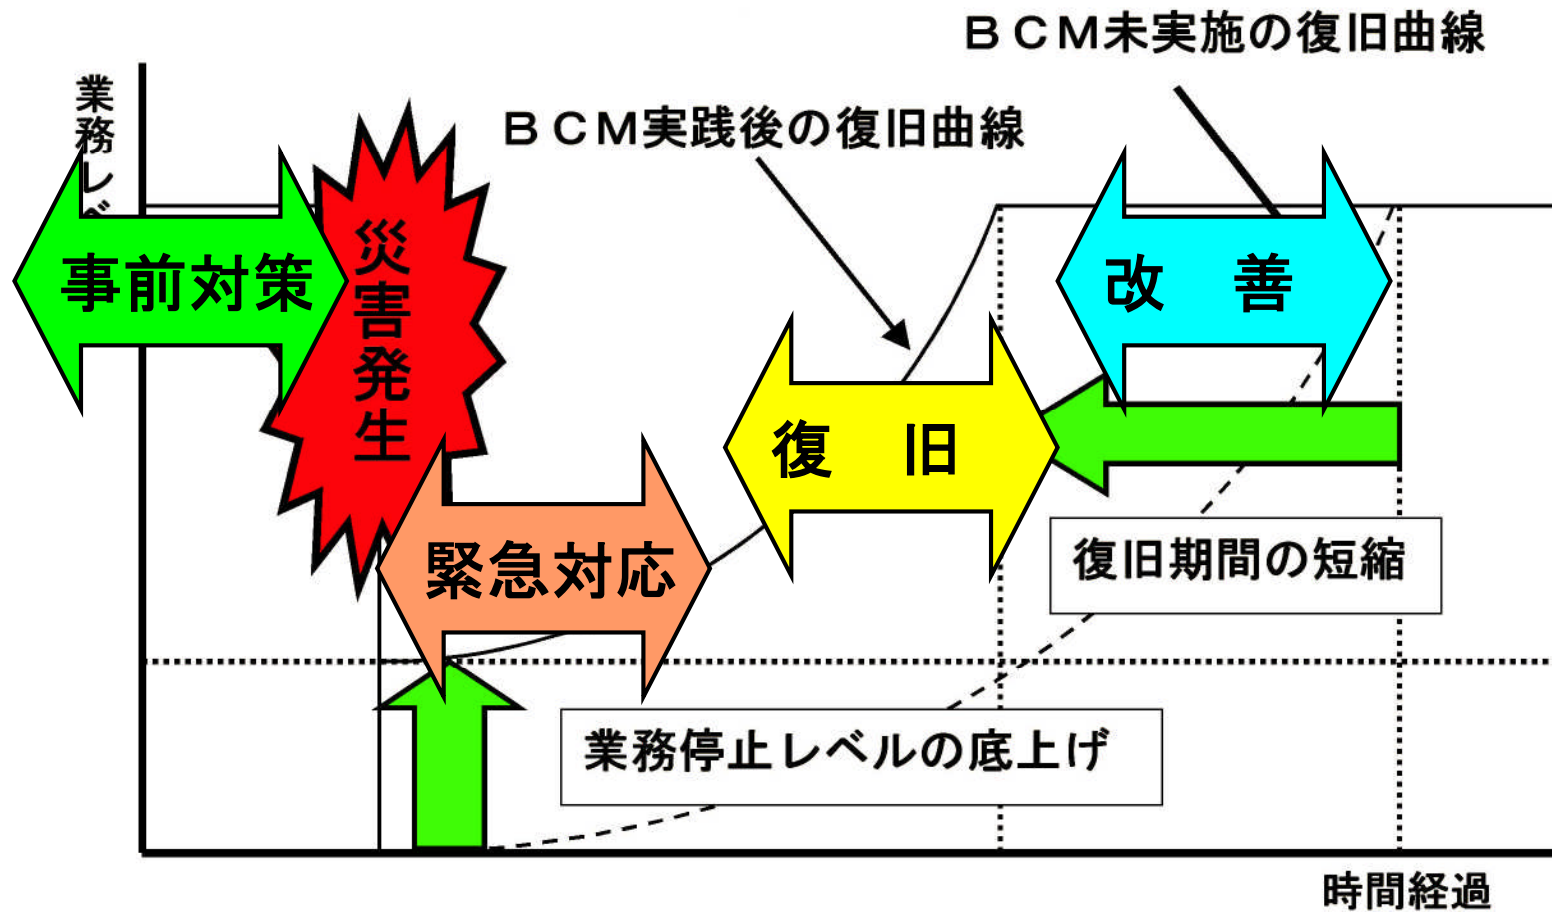 BCM未実施の復旧曲線
BCM実践後の復旧曲線
業務レベ
災害発生
事前対策
改 善
復 旧
緊急対応
復旧期間の短縮
業務停止レベルの底上げ
時間経過